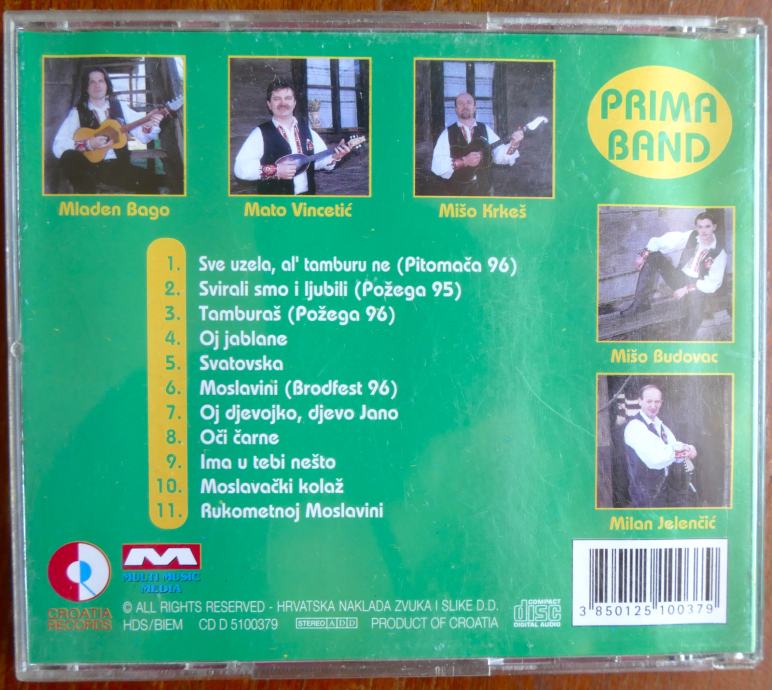 PRIMA
BAND
Mladen Bago
Mato Vincetić
Mišo Krkeš
Mišo Budovac
Milan Jelenčić
1. Sve uzela, al' tamburu ne (Pitomača 96)
2. Svirali smo i ljubili (Požega 95)
3. Tamburaš (Požega 96)
4. Oj jablane
5. Svatovska
6. Moslavini (Brodfest 96)
7. Oj djevojko, djevo Jano
8. Oči čarne
9. Ima u tebi nešto
10. Moslavački kolaž
11. Rukometnoj Moslavini
CROATIA
RECORDS
MULTI MUSIC
MEDIA
© ALL RIGHTS RESERVED - HRVATSKA NAKLADA ZVUKA I SLIKE D.D.
HDS/BIEM CD D 5100379 STEREO ADD PRODUCT OF CROATIA
COMPACT
disc
DIGITAL AUDIO
3 850125 100379